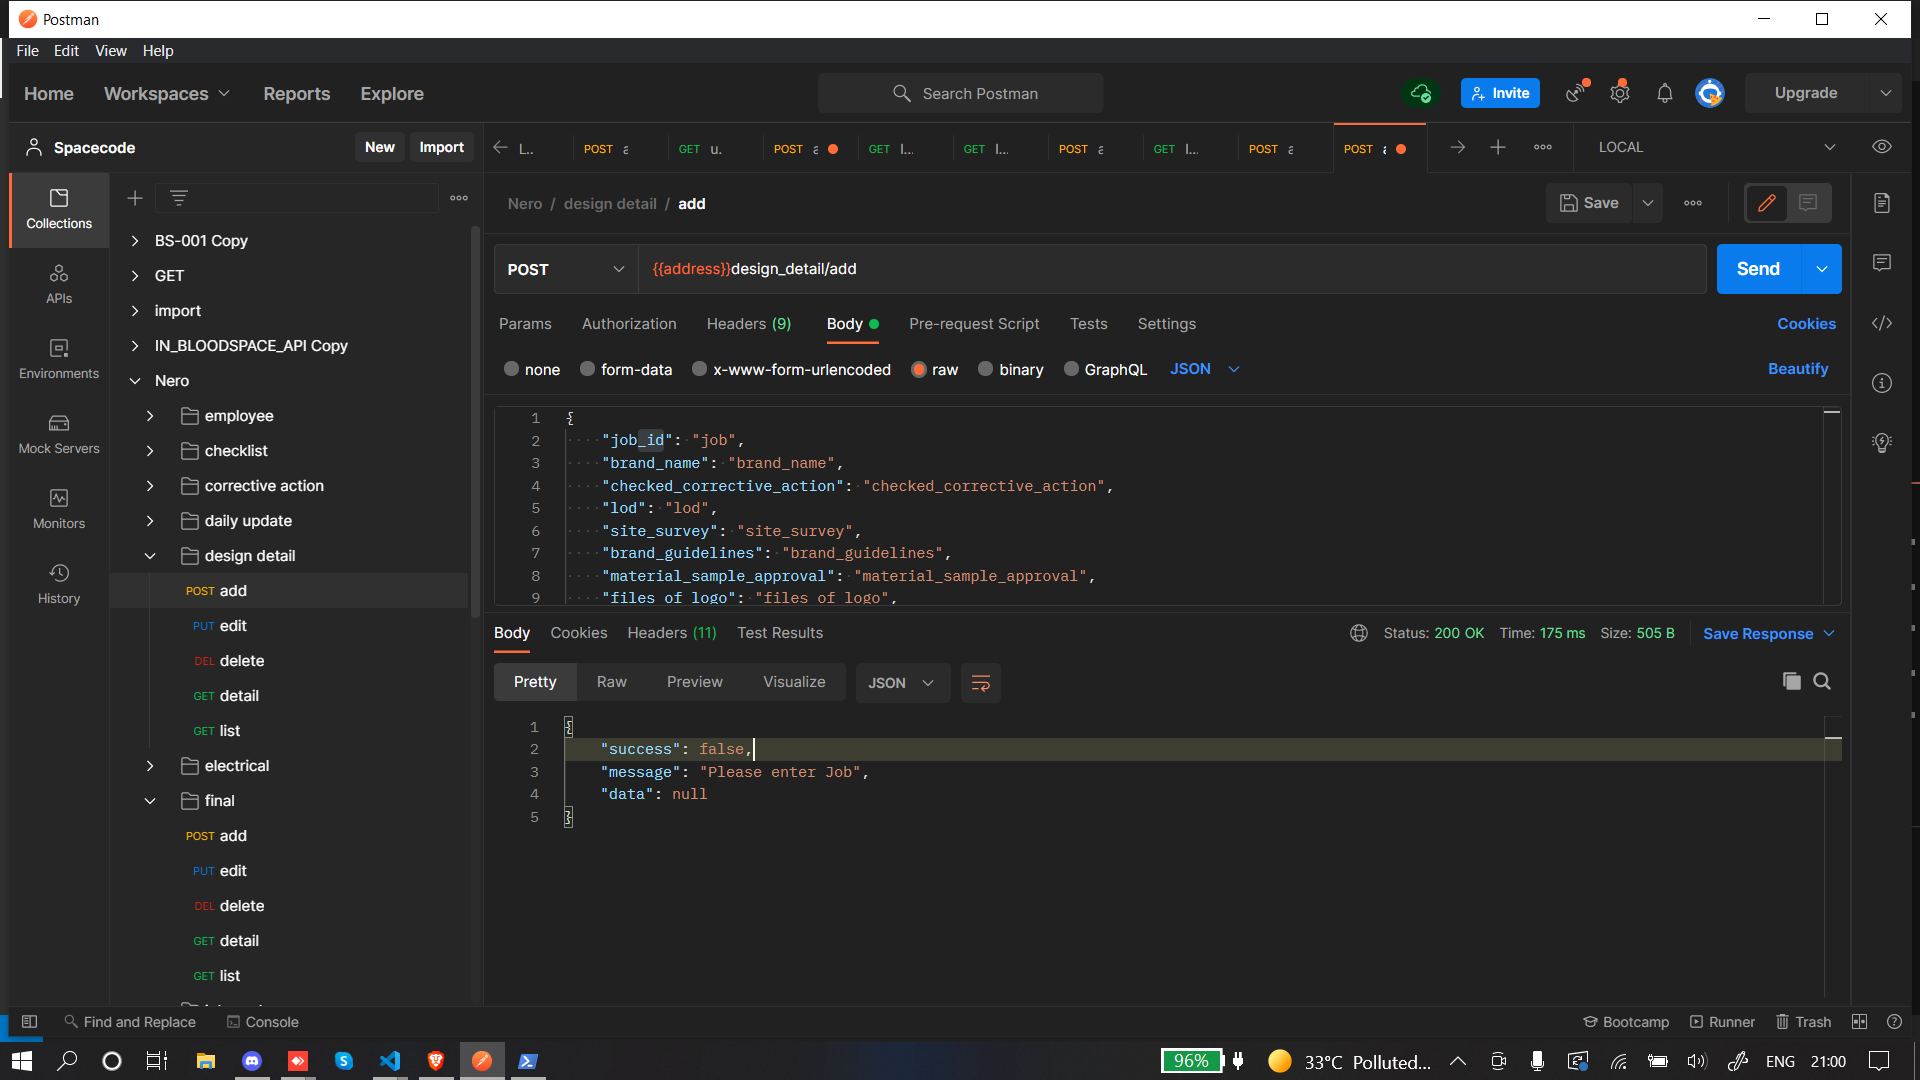 Postman
File Edit View Help
Home Workspaces Reports Explore
Search Postman
Invite
Upgrade
Spacecode New Import
L..
POST
GET u.
POST
GET l...
GET l...
POST
GET l...
POST
POST
LOCAL
Collections
APIs
Environments
Mock Servers
Monitors
History
BS-001 Copy
GET
import
IN_BLOODSPACE_API Copy
Nero
employee
checklist
corrective action
daily update
design detail
POST add
PUT edit
DEL delete
GET detail
GET list
electrical
final
POST add
PUT edit
DEL delete
GET detail
GET list
Nero / design detail / add
Save
POST
{{address}}design_detail/add
Send
Params Authorization Headers (9) Body Pre-request Script Tests Settings
Cookies
none form-data x-www-form-urlencoded raw binary GraphQL JSON
Beautify
1 {
2 "job_id": "job",
3 "brand_name": "brand_name",
4 "checked_corrective_action": "checked_corrective_action",
5 "lod": "lod",
6 "site_survey": "site_survey",
7 "brand_guidelines": "brand_guidelines",
8 "material_sample_approval": "material_sample_approval",
9 "files_of_logo": "files_of_logo",
Body Cookies Headers (11) Test Results
Status: 200 OK Time: 175 ms Size: 505 B Save Response
Pretty Raw Preview Visualize JSON
1 {
2 "success": false,
3 "message": "Please enter Job",
4 "data": null
5 }
Find and Replace Console
Bootcamp Runner Trash
96%
33°C Polluted...
ENG 21:00